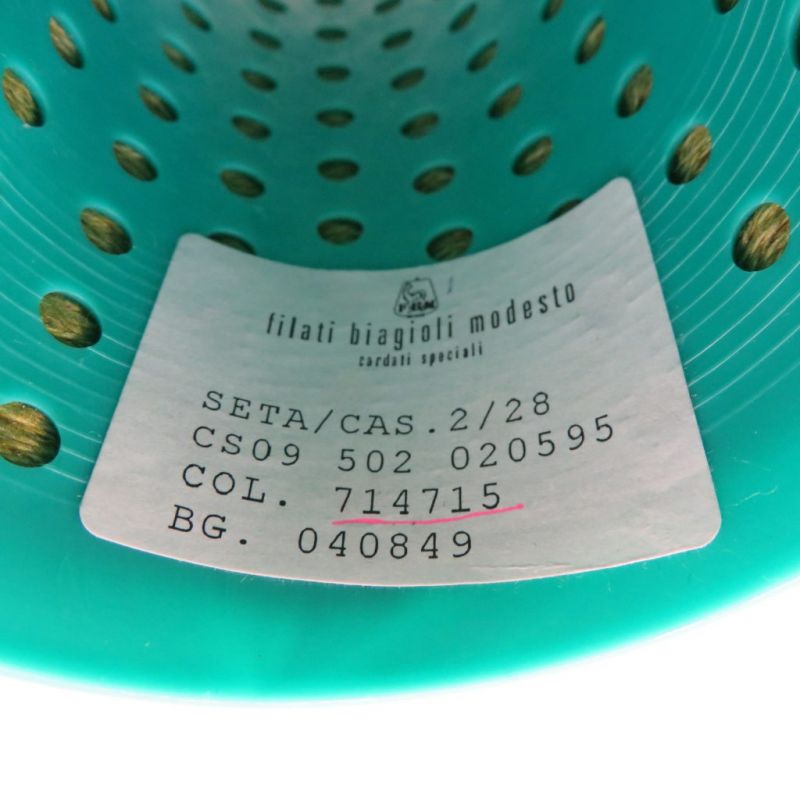 filati biagioli modesto
cardati speciali
SETA/CAS.2/28
CS09 502 020595
COL. 714715
BG. 040849